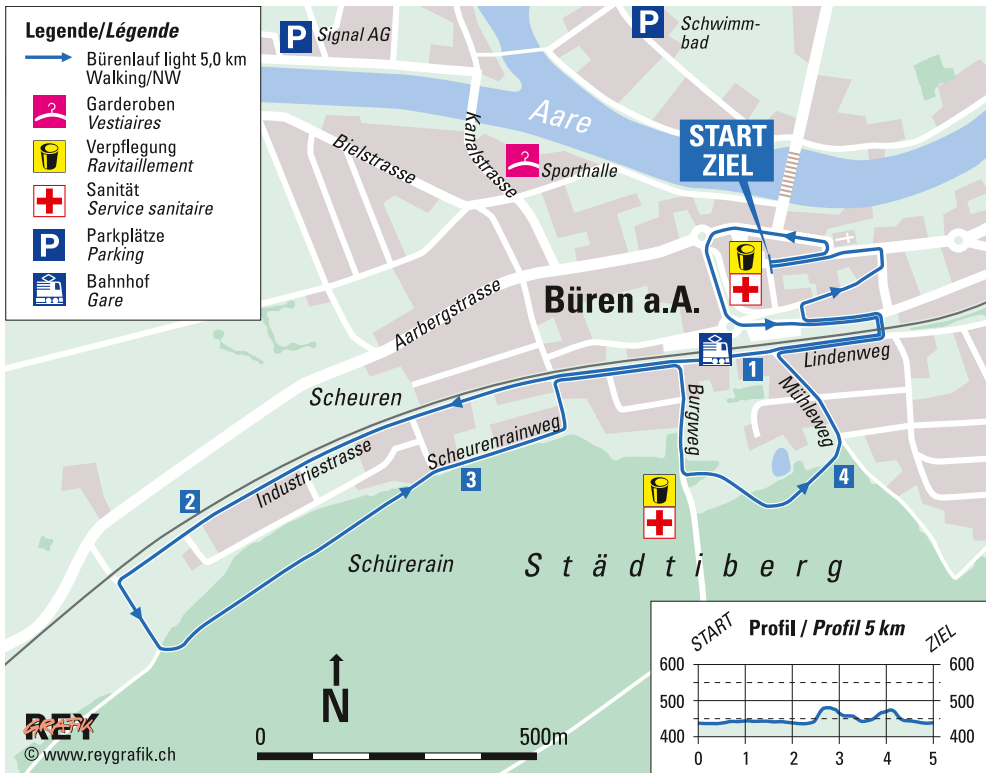 Legende/Légende
Bürenlauf light 5,0 km
Walking/NW
Garderoben
Vestiaires
Verpflegung
Ravitaillement
Sanität
Service sanitaire
P
Parkplätze
Parking
Bahnhof
Gare
P
Signal AG
P
Schwimm-
bad
Aare
Bielstrasse
Kanalstrasse
Sporthalle
START
ZIEL
Büren a.A.
Aarbergstrasse
Lindenweg
1
Mühleweg
Burgweg
Scheuren
Scheurenrainweg
Industriestrasse
2
3
4
Schürerain
Städtiberg
N
0
500m
REY
GRAFIK
© www.reygrafik.ch
START
Profil / Profil 5 km
ZIEL
600
600
500
500
400
400
0 1 2 3 4 5